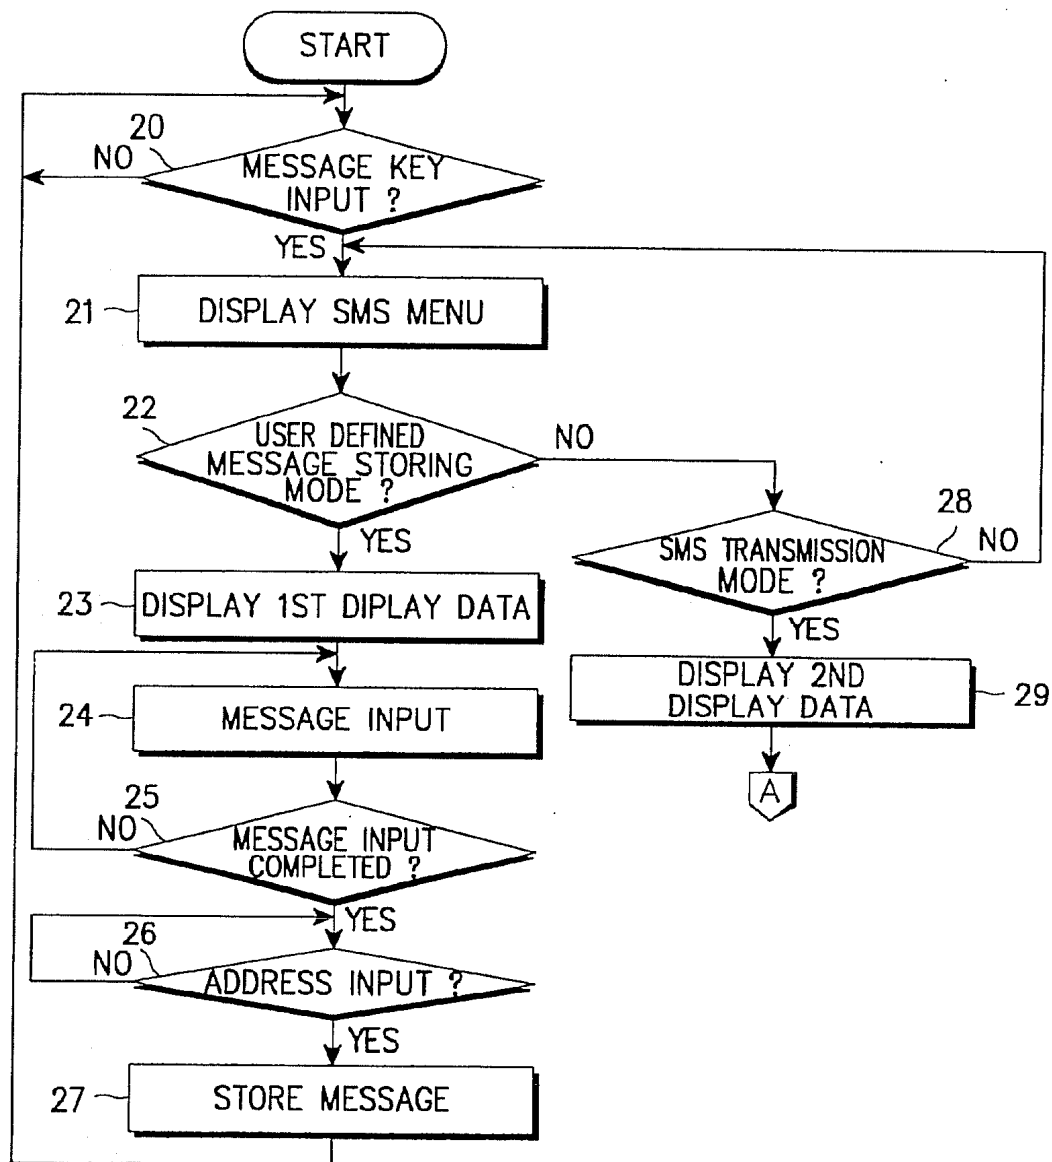 START
20
NO
MESSAGE KEY
INPUT ?
YES
21
DISPLAY SMS MENU
22
USER DEFINED
MESSAGE STORING
MODE ?
NO
YES
28
SMS TRANSMISSION
MODE ?
NO
YES
23
DISPLAY 1ST DIPLAY DATA
DISPLAY 2ND
DISPLAY DATA
29
24
MESSAGE INPUT
A
25
NO
MESSAGE INPUT
COMPLETED ?
YES
26
NO
ADDRESS INPUT ?
YES
27
STORE MESSAGE